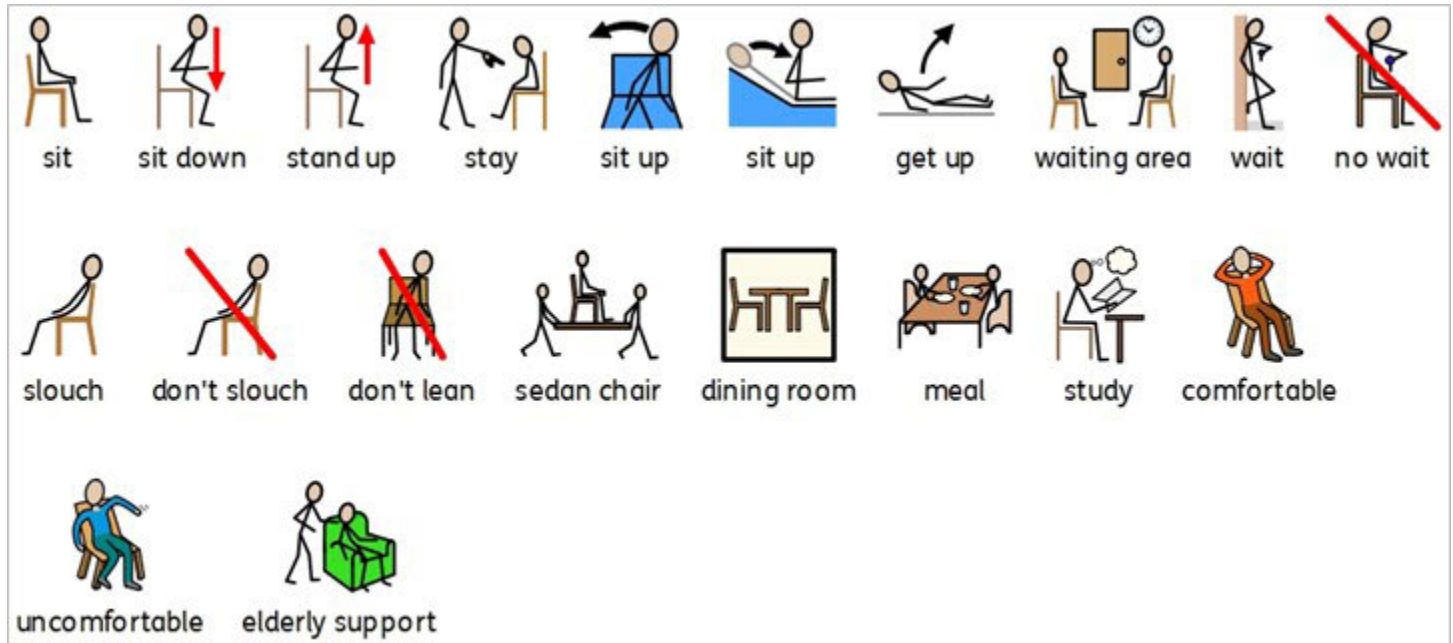 sit sit down stand up stay sit up sit up get up waiting area wait no wait
slouch don't slouch don't lean sedan chair dining room meal study comfortable
uncomfortable elderly support